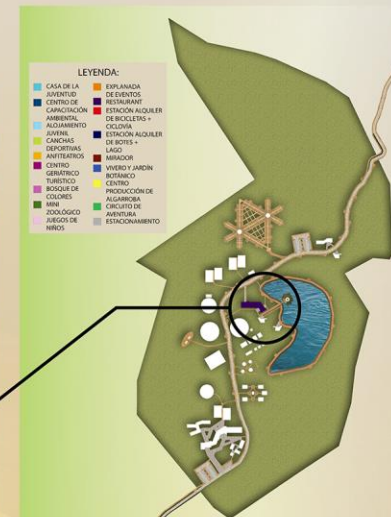 LEYENDA:
CASA DE LA
JUVENTUD
CENTRO DE
CAPACITACIÓN
AMBIENTAL
ALOJAMIENTO
JUVENIL
CANCHAS
DEPORTIVAS
ANFITEATROS
CENTRO
GERIÁTRICO
TURÍSTICO
BOSQUE DE
COLORES
MINI
ZOOLÓGICO
JUEGOS DE
NIÑOS
EXPLANADA
DE EVENTOS
RESTAURANT
ESTACIÓN ALQUILER
DE BICICLETAS +
CICLOVÍA
ESTACIÓN ALQUILER
DE BOTES +
LAGO
MIRADOR
VIVERO Y JARDÍN
BOTÁNICO
CENTRO
PRODUCCIÓN DE
ALGARROBA
CIRCUITO DE
AVENTURA
ESTACIONAMIENTO